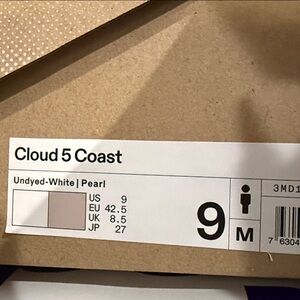 Cloud 5 Coast
Undyed-White | Pearl
US 9
EU 42.5
UK 8.5
JP 27
9
M
3MD1
7 6304